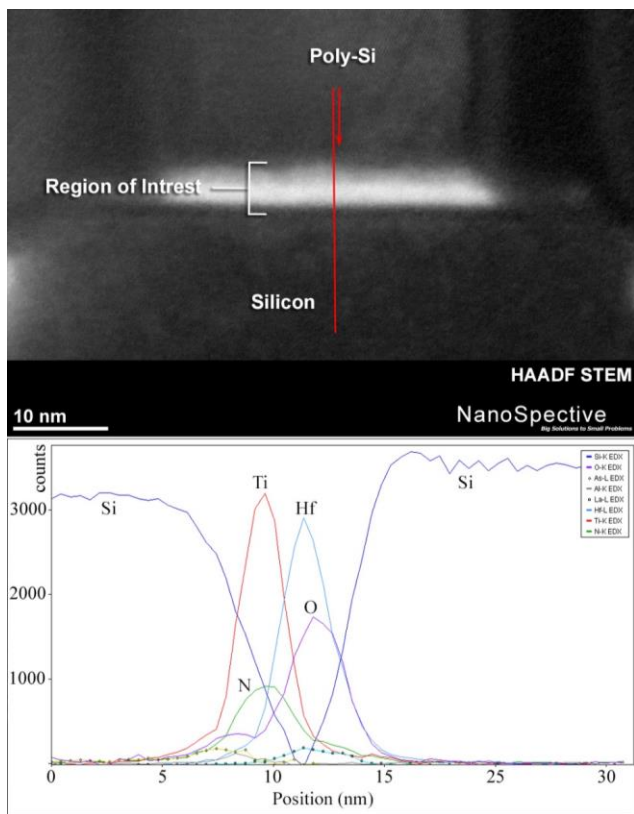 Poly-Si
Region of Intrest
Silicon
HAADF STEM
10 nm
NanoSpective
Big Solutions to Small Problems
counts
3000
2000
1000
Si
Ti
Hf
Si
O
N
Si-K EDX
O-K EDX
As-L EDX
Al-K EDX
La-L EDX
Hf-L EDX
Ti-K EDX
N-K EDX
0
5
10
15
25
30
Position (nm)